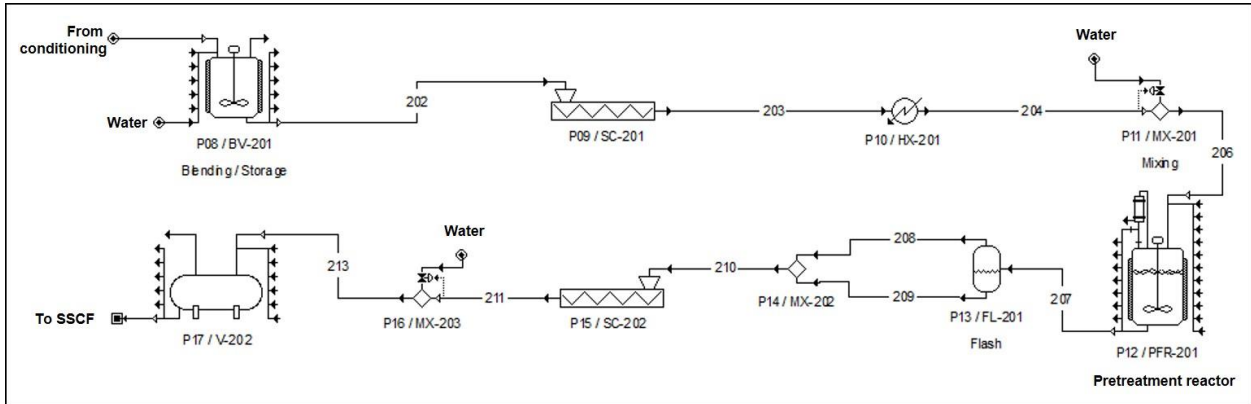 From
conditioning
Water
Water
202
203
204
206
P08 / BV-201
Blending / Storage
P09 / SC-201
P10 / HX-201
P11 / MX-201
Mixing
Water
213
211
210
208
209
207
To SSCF
P17 / V-202
P16 / MX-203
P15 / SC-202
P14 / MX-202
P13 / FL-201
Flash
P12 / PFR-201
Pretreatment reactor